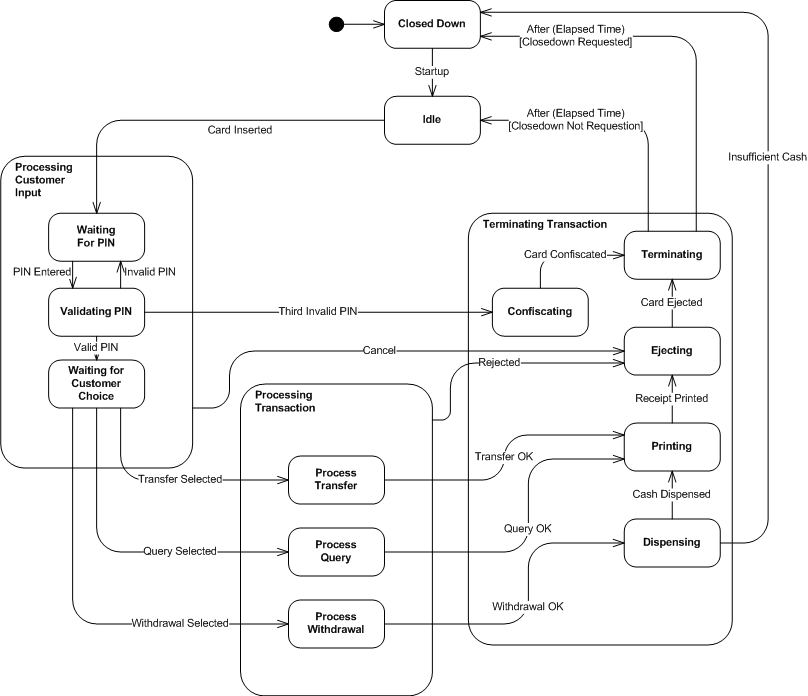 Closed Down
After (Elapsed Time)
[Closedown Requested]
Startup
Idle
After (Elapsed Time)
[Closedown Not Requestion]
Card Inserted
Insufficient Cash
Processing
Customer
Input
Waiting
For PIN
PIN Entered
Invalid PIN
Validating PIN
Valid PIN
Waiting for
Customer
Choice
Terminating Transaction
Card Confiscated
Terminating
Third Invalid PIN
Confiscating
Card Ejected
Cancel
Ejecting
Rejected
Processing
Transaction
Receipt Printed
Transfer Selected
Process
Transfer
Transfer OK
Printing
Cash Dispensed
Query Selected
Process
Query
Query OK
Dispensing
Withdrawal Selected
Process
Withdrawal
Withdrawal OK